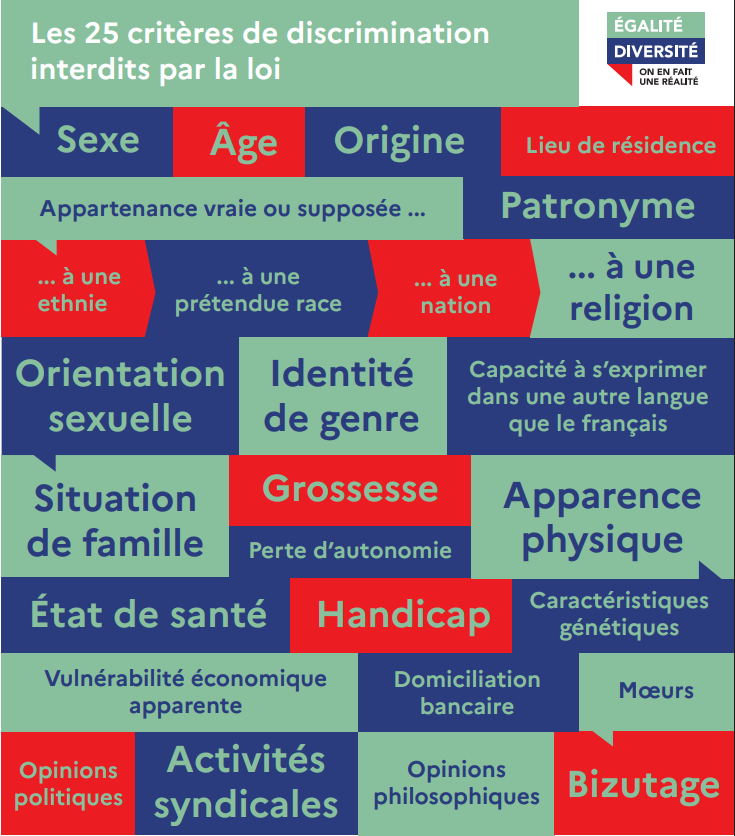 Les 25 critères de discrimination
interdits par la loi
ÉGALITÉ
DIVERSITÉ
ON EN FAIT
UNE RÉALITÉ
Sexe
Âge
Origine
Lieu de résidence
Appartenance vraie ou supposée ...
Patronyme
... à une
ethnie
... à une
prétendue race
... à une
nation
... à une
religion
Orientation
sexuelle
Identité
de genre
Capacité à s’exprimer
dans une autre langue
que le français
Situation
de famille
Grossesse
Perte d’autonomie
Apparence
physique
État de santé
Handicap
Caractéristiques
génétiques
Vulnérabilité économique
apparente
Domiciliation
bancaire
Mœurs
Opinions
politiques
Activités
syndicales
Opinions
philosophiques
Bizutage